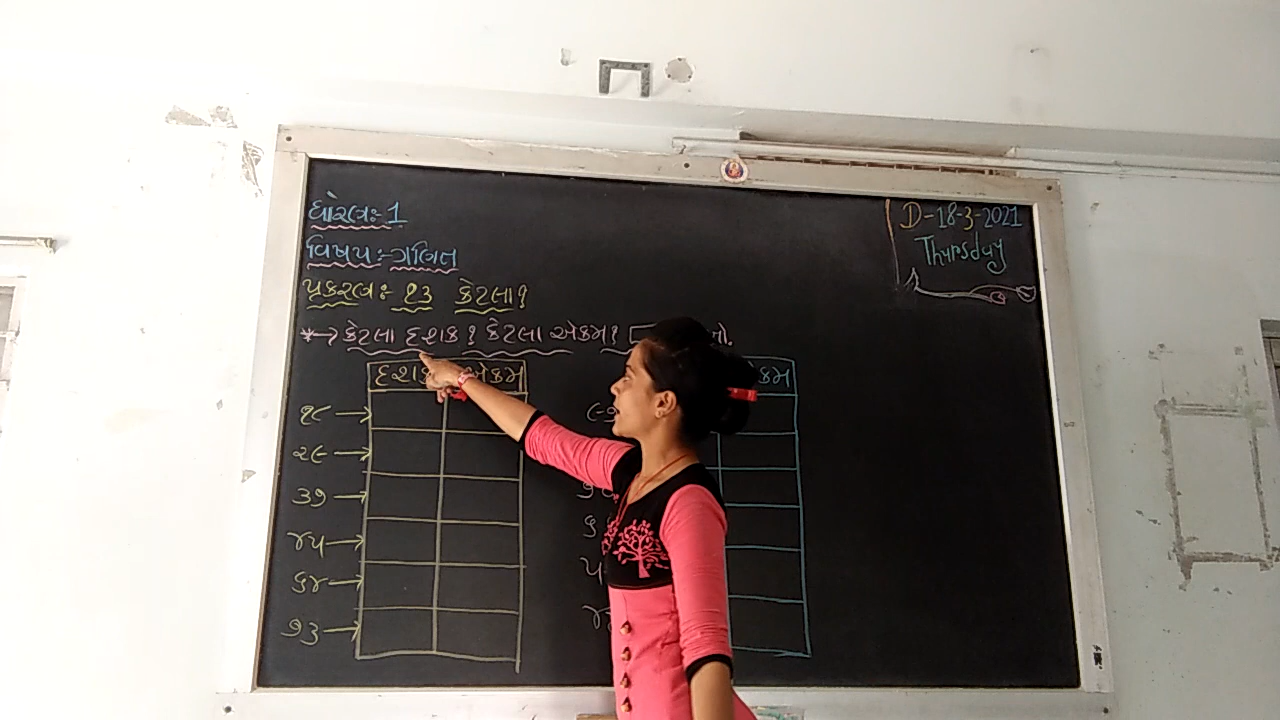 ધોરણ:- 1
વિષય:- ગણિત
પ્રકરણ:- ૧૩ કેટલા?
*→ કેટલા દશક? કેટલા એકમ?
દશક એકમ
૧૯ →
૨૯ →
૩૭ →
૪૫ →
૬૪ →
૭૩ →
D-18-3-2021
Thursday